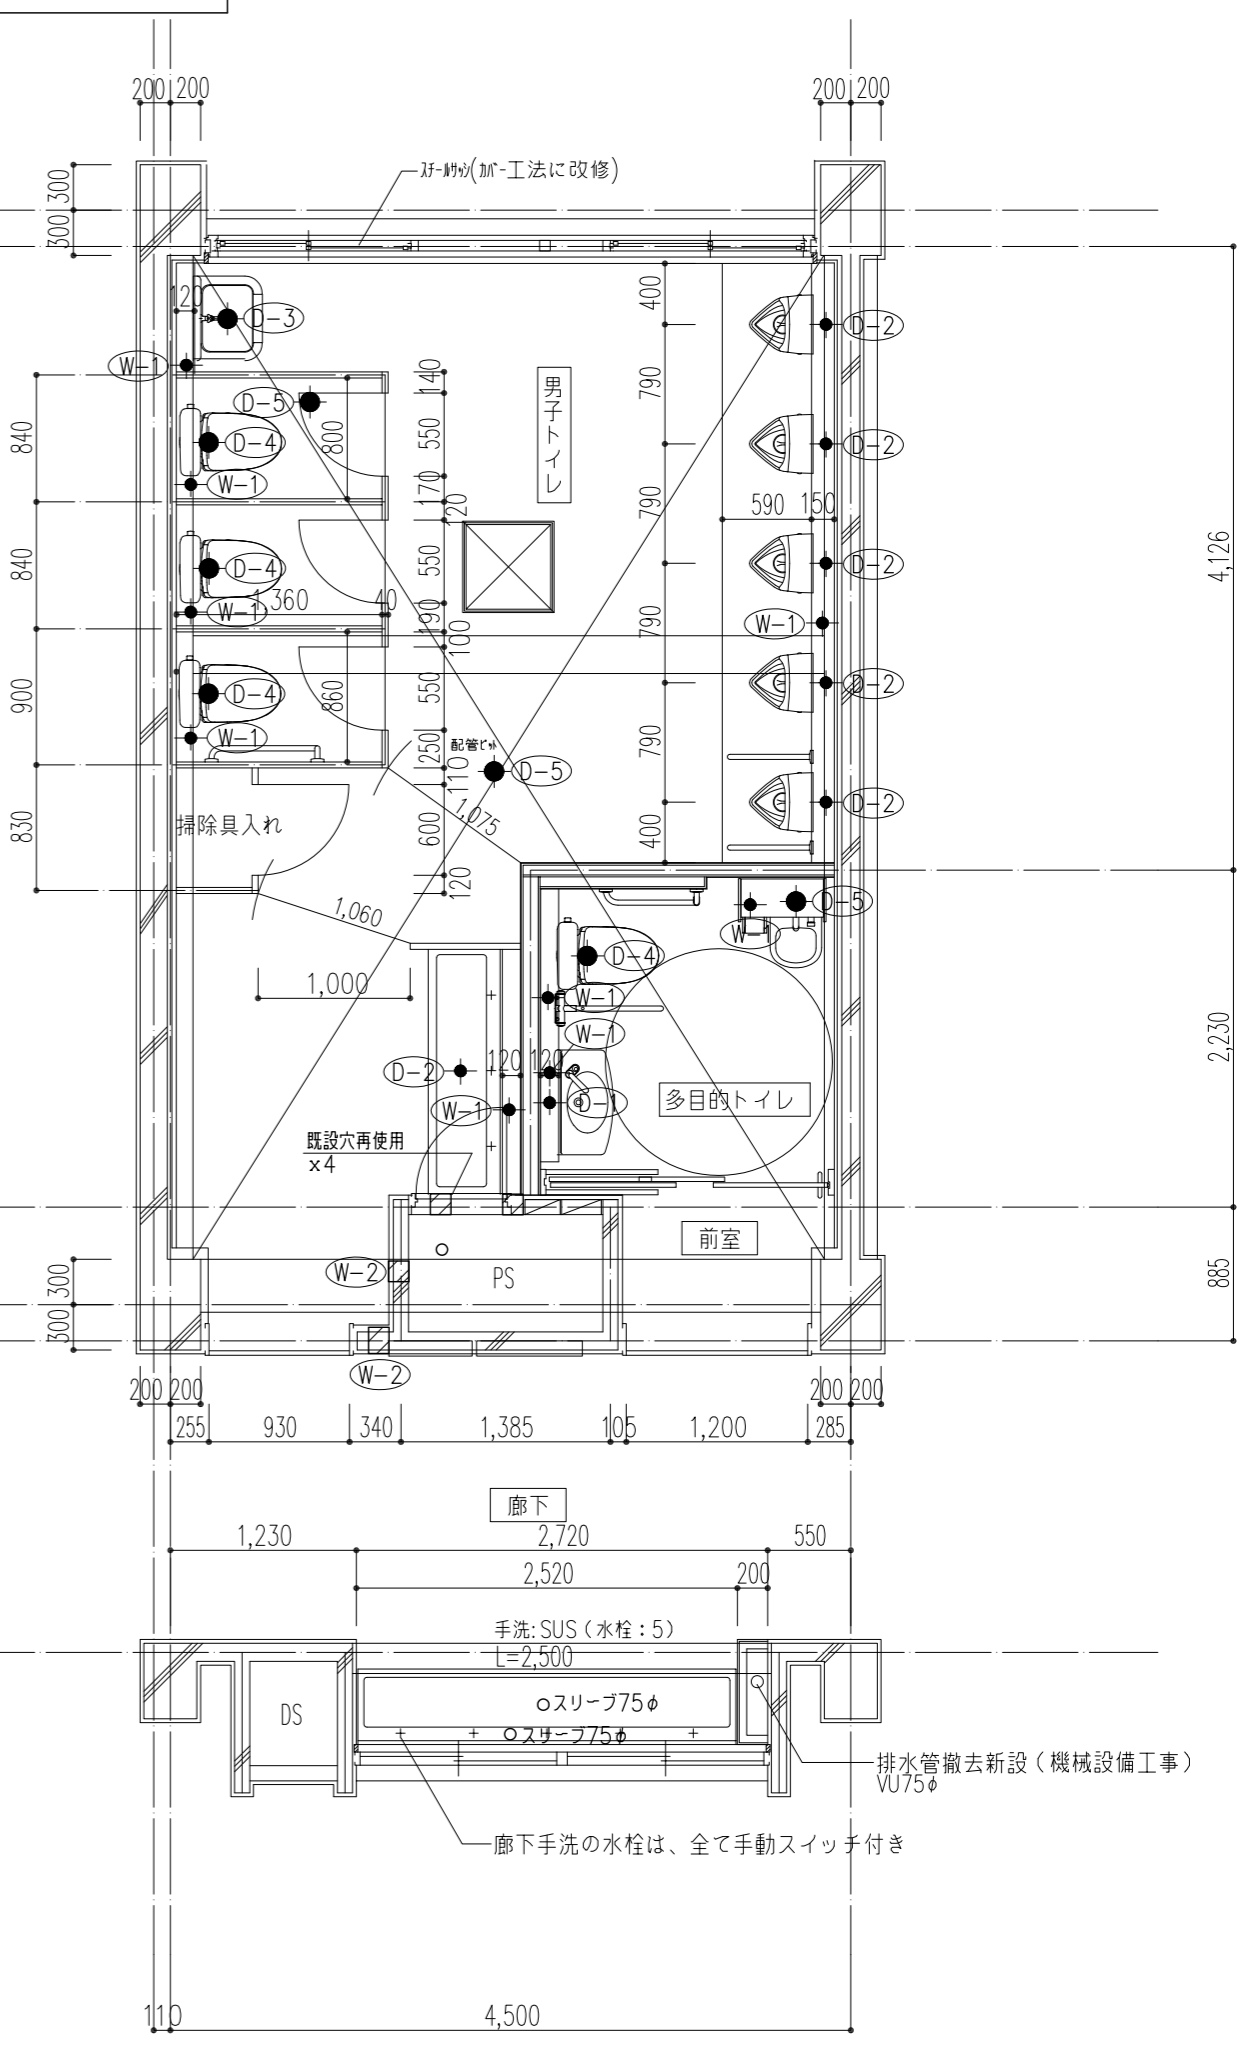 200
200
200
200
スチールサッシ(カバー工法に改修)
300
300
120
D-3
W-1
400
D-2
140
790
男子トイレ
D-5
840
D-4
800
550
D-2
W-1
170
120
790
590
150
840
D-4
550
D-2
4,126
1,360
40
W-1
190
100
790
W-1
900
D-4
860
550
D-2
W-1
250
790
配管ピット
D-5
110
1,075
D-2
830
掃除具入れ
600
400
120
D-5
1,060
W-1
D-4
1,000
W-1
W-1
2,230
120
120
D-2
D-1
多目的トイレ
W-1
既設穴再使用
x4
前室
W-2
PS
300
300
885
W-2
200
200
200
200
255
930
340
1,385
105
1,200
285
廊下
1,230
2,720
550
2,520
200
手洗:SUS(水栓:5)
L=2,500
スリーブ75φ
DS
スリーブ75φ
排水管撤去新設(機械設備工事)
VU75φ
廊下手洗の水栓は、全て手動スイッチ付き
110
4,500